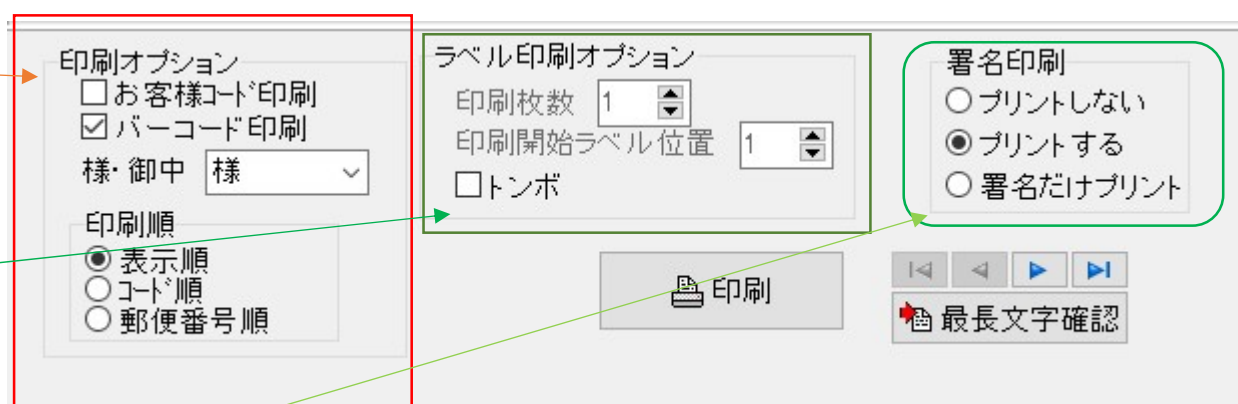 印刷オプション
お客様ｺｰﾄﾞ印刷
バーコード印刷
様・御中 様
印刷順
表示順
ｺｰﾄﾞ順
郵便番号順
ラベル印刷オプション
印刷枚数 1
印刷開始ラベル位置 1
トンボ
印刷
署名印刷
プリントしない
プリントする
署名だけプリント
最長文字確認